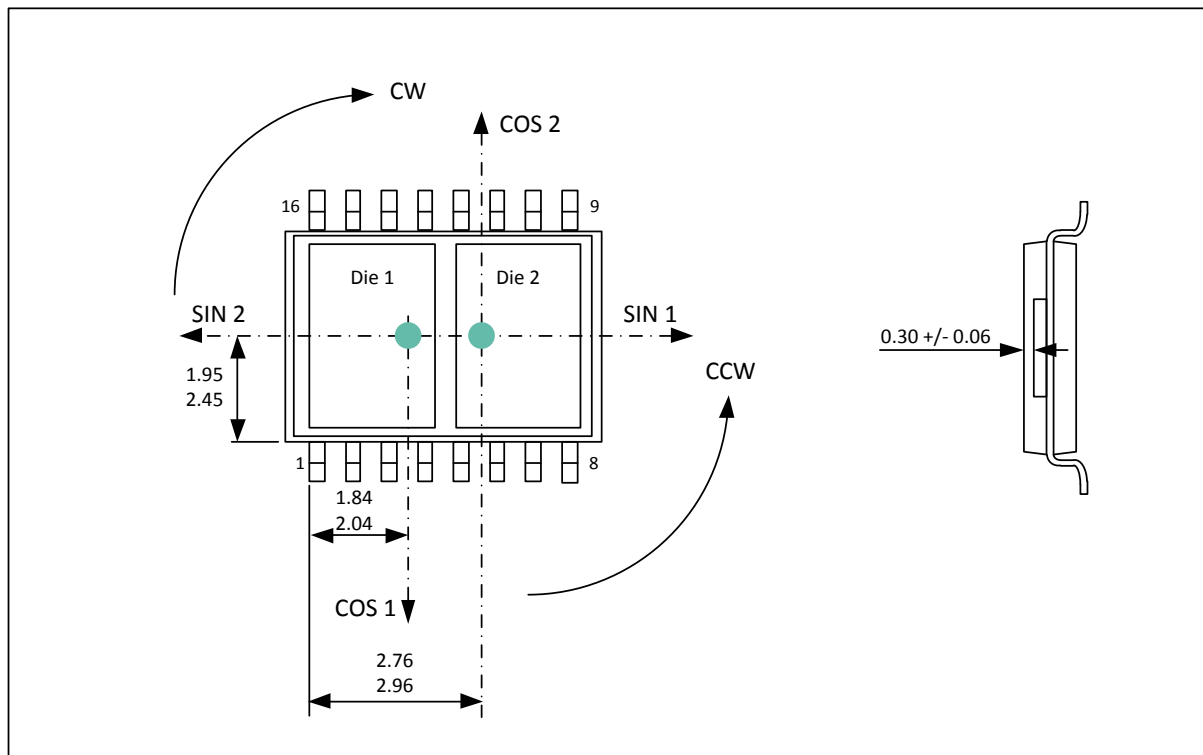 CW
COS 2
16
9
Die 1
Die 2
SIN 2
SIN 1
0.30 +/- 0.06
1.95
2.45
CCW
1
8
1.84
2.04
COS 1
2.76
2.96